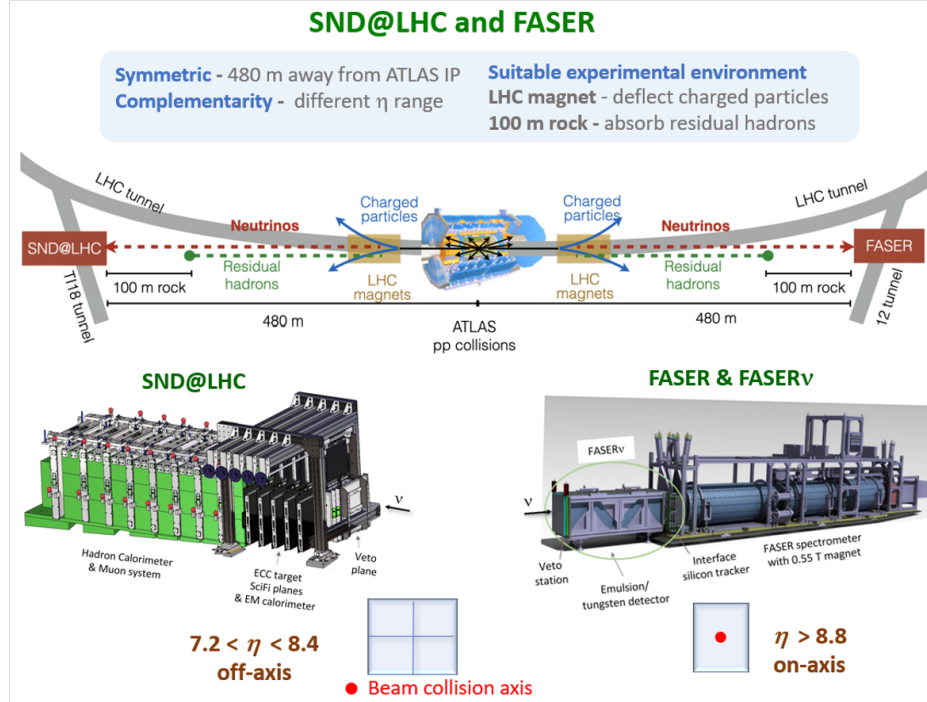 SND@LHC and FASER
Symmetric - 480 m away from ATLAS IP
Complementarity - different η range
Suitable experimental environment
LHC magnet - deflect charged particles
100 m rock - absorb residual hadrons
LHC tunnel
LHC tunnel
Charged
particles
Charged
particles
Neutrinos
Neutrinos
SND@LHC
FASER
Residual
hadrons
LHC
magnets
LHC
magnets
Residual
hadrons
TI18 tunnel
100 m rock
100 m rock
12 tunnel
480 m
ATLAS
pp collisions
480 m
SND@LHC
ν
Veto
plane
Hadron Calorimeter
& Muon system
ECC target
SciFi planes
& EM calorimeter
7.2 < η < 8.4
off-axis
Beam collision axis
FASER & FASERν
FASERν
ν
Veto
station
Emulsion/
tungsten detector
Interface
silicon tracker
FASER spectrometer
with 0.55 T magnet
η > 8.8
on-axis